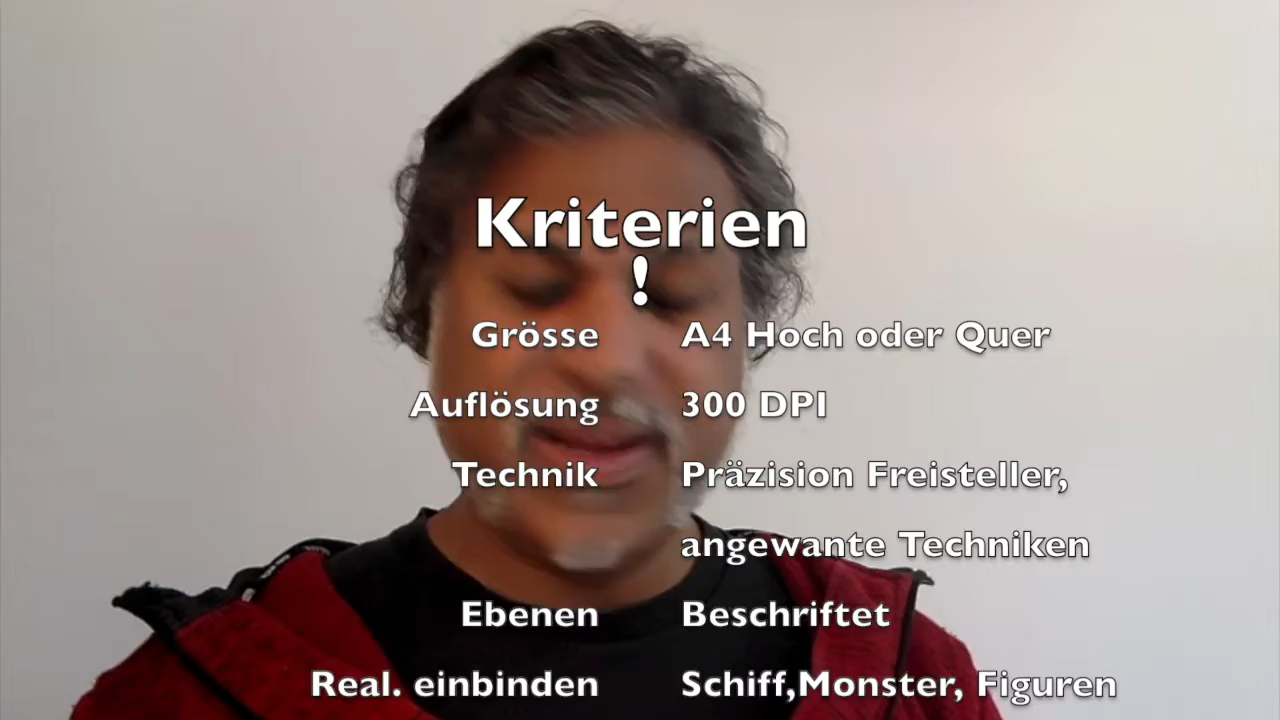 Kriterien
!
Grösse A4 Hoch oder Quer
Auflösung 300 DPI
Technik Präzision Freisteller,
angewante Techniken
Ebenen Beschriftet
Real. einbinden Schiff,Monster, Figuren